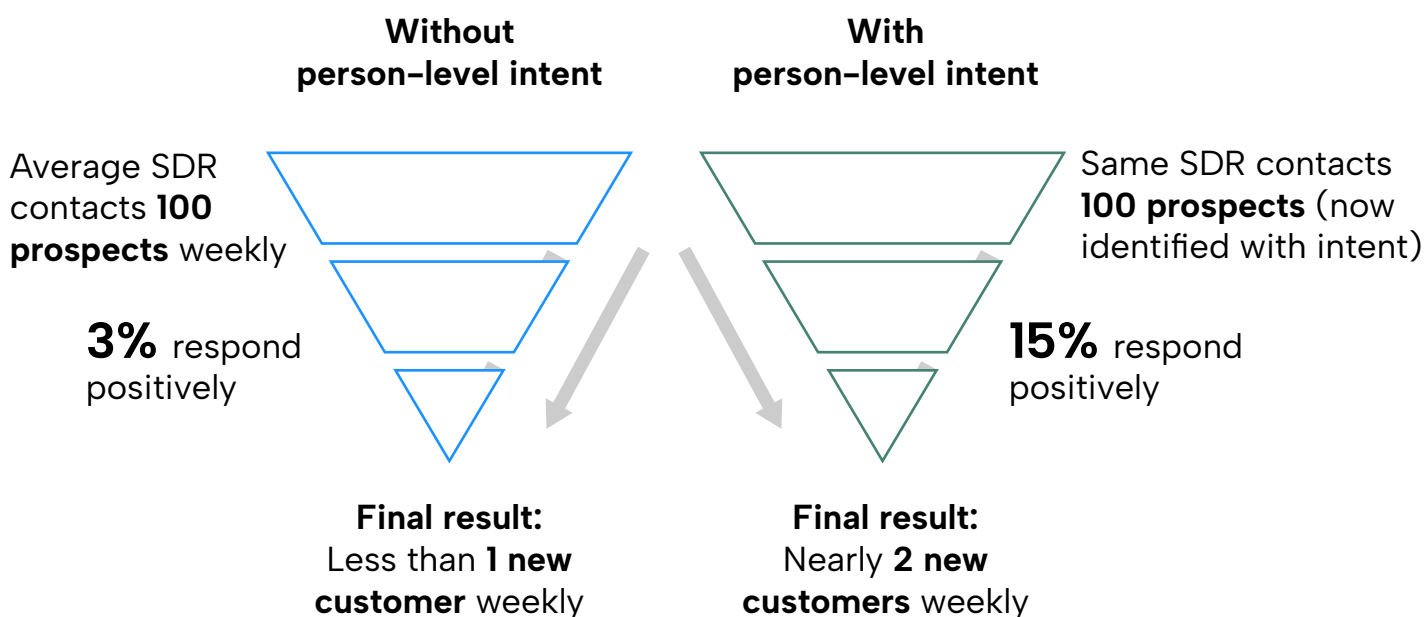 Without
person-level intent
Average SDR
contacts 100
prospects weekly
3% respond
positively
Final result:
Less than 1 new
customer weekly
With
person-level intent
Same SDR contacts
100 prospects (now
identified with intent)
15% respond
positively
Final result:
Nearly 2 new
customers weekly